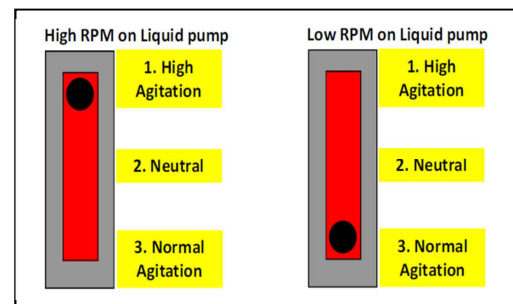 High RPM on Liquid pump
1. High
Agitation
2. Neutral
3. Normal
Agitation
Low RPM on Liquid pump
1. High
Agitation
2. Neutral
3. Normal
Agitation